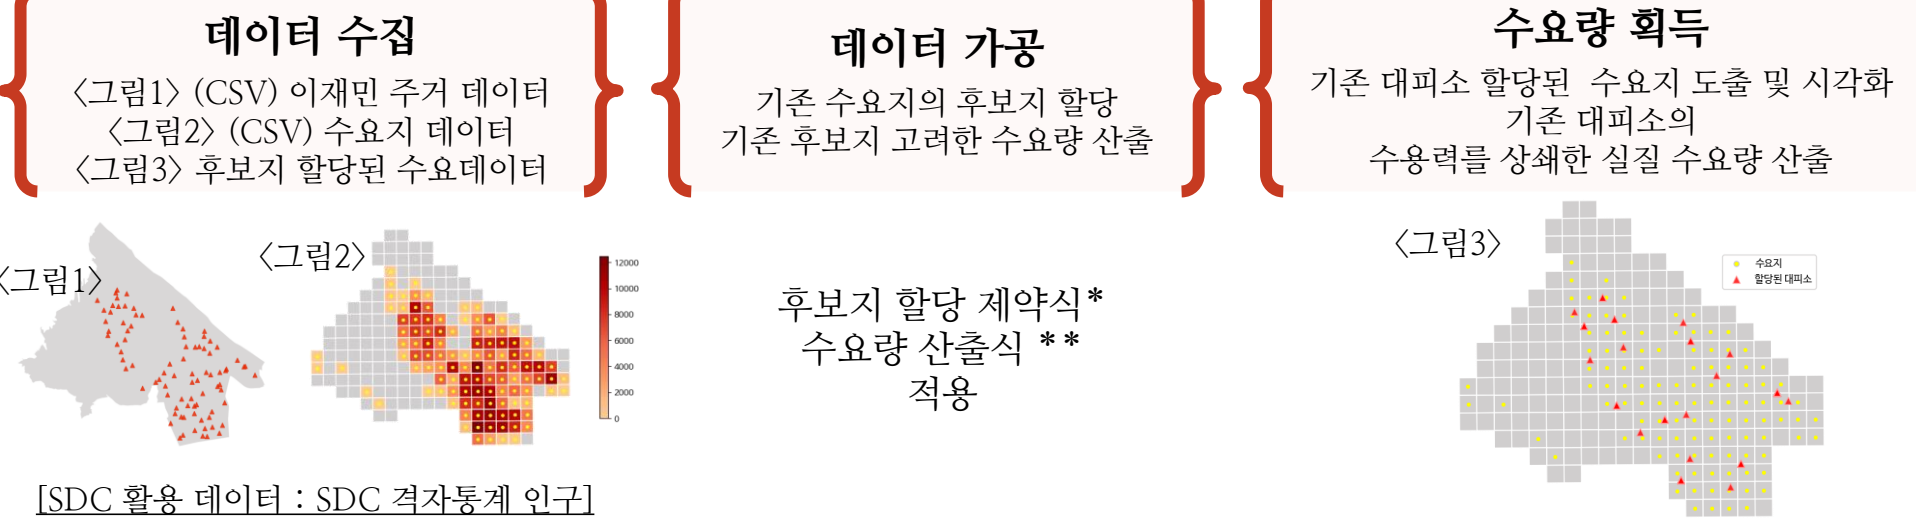 데이터 수집
〈그림1〉 (CSV) 이재민 주거 데이터
〈그림2〉 (CSV) 수요지 데이터
〈그림3〉 후보지 할당된 수요데이터
데이터 가공
기존 수요지의 후보지 할당
기존 후보지 고려한 수요량 산출
수요량 획득
기존 대피소 할당된 수요지 도출 및 시각화
기존 대피소의
수용력를 상쇄한 실질 수요량 산출
〈그림1〉
〈그림2〉
12000
10000
8000
6000
4000
2000
0
후보지 할당 제약식*
수요량 산출식 **
적용
〈그림3〉
수요지
할당된 대피소
[SDC 활용 데이터 : SDC 격자통계 인구]